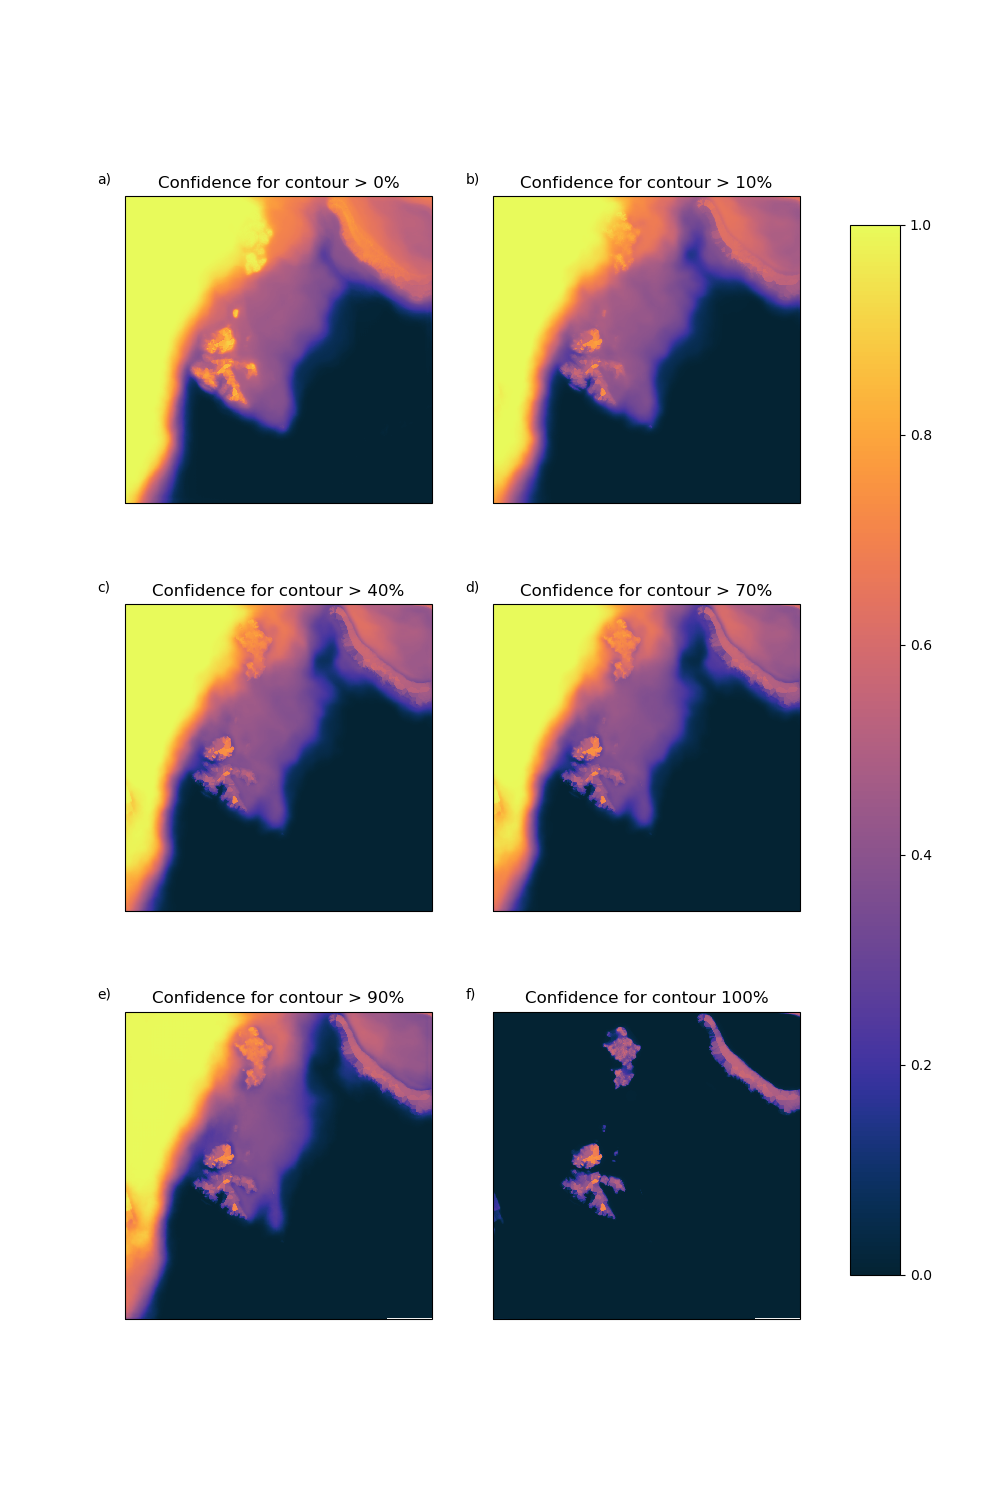 a) Confidence for contour > 0%
b) Confidence for contour > 10%
1.0
0.8
c) Confidence for contour > 40%
d) Confidence for contour > 70%
0.6
0.4
e) Confidence for contour > 90%
f) Confidence for contour 100%
0.2
0.0